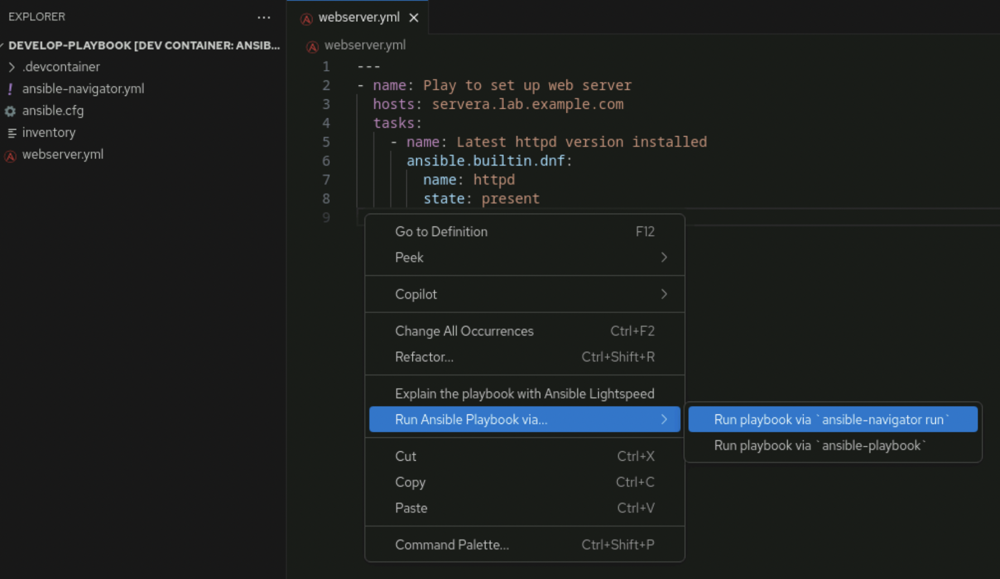 EXPLORER
...
DEVELOP-PLAYBOOK [DEV CONTAINER: ANSIB...
.devcontainer
! ansible-navigator.yml
ansible.cfg
inventory
webserver.yml
webserver.yml
webserver.yml
1 ---
2 - name: Play to set up web server
3 hosts: servera.lab.example.com
4 tasks:
5 - name: Latest httpd version installed
6 ansible.builtin.dnf:
7 name: httpd
8 state: present
9
Go to Definition F12
Peek
Copilot
Change All Occurrences Ctrl+F2
Refactor... Ctrl+Shift+R
Explain the playbook with Ansible Lightspeed
Run Ansible Playbook via...
Run playbook via `ansible-navigator run`
Run playbook via `ansible-playbook`
Cut Ctrl+X
Copy Ctrl+C
Paste Ctrl+V
Command Palette... Ctrl+Shift+P